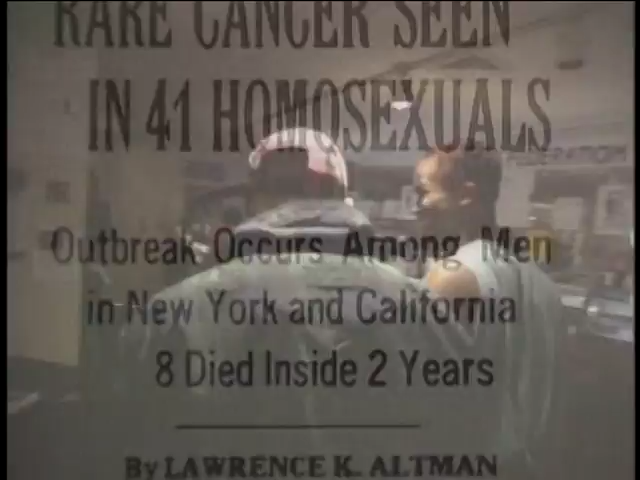 RARE CANCER SEEN
IN 41 HOMOSEXUALS
Outbreak Occurs Among Men
in New York and California
8 Died Inside 2 Years
By LAWRENCE K. ALTMAN